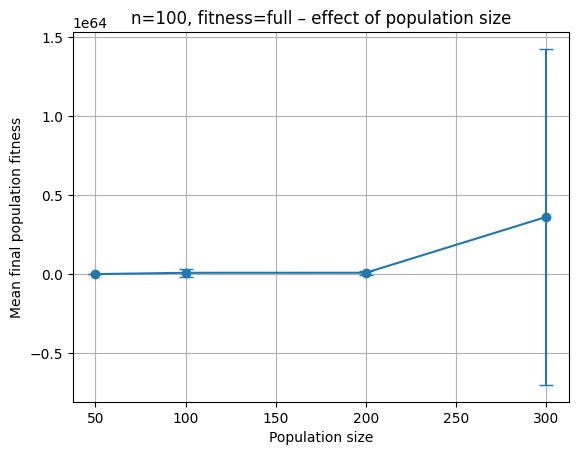 n=100, fitness=full – effect of population size
1e64
1.5
1.0
0.5
0.0
−0.5
Mean final population fitness
50
100
150
200
250
300
Population size